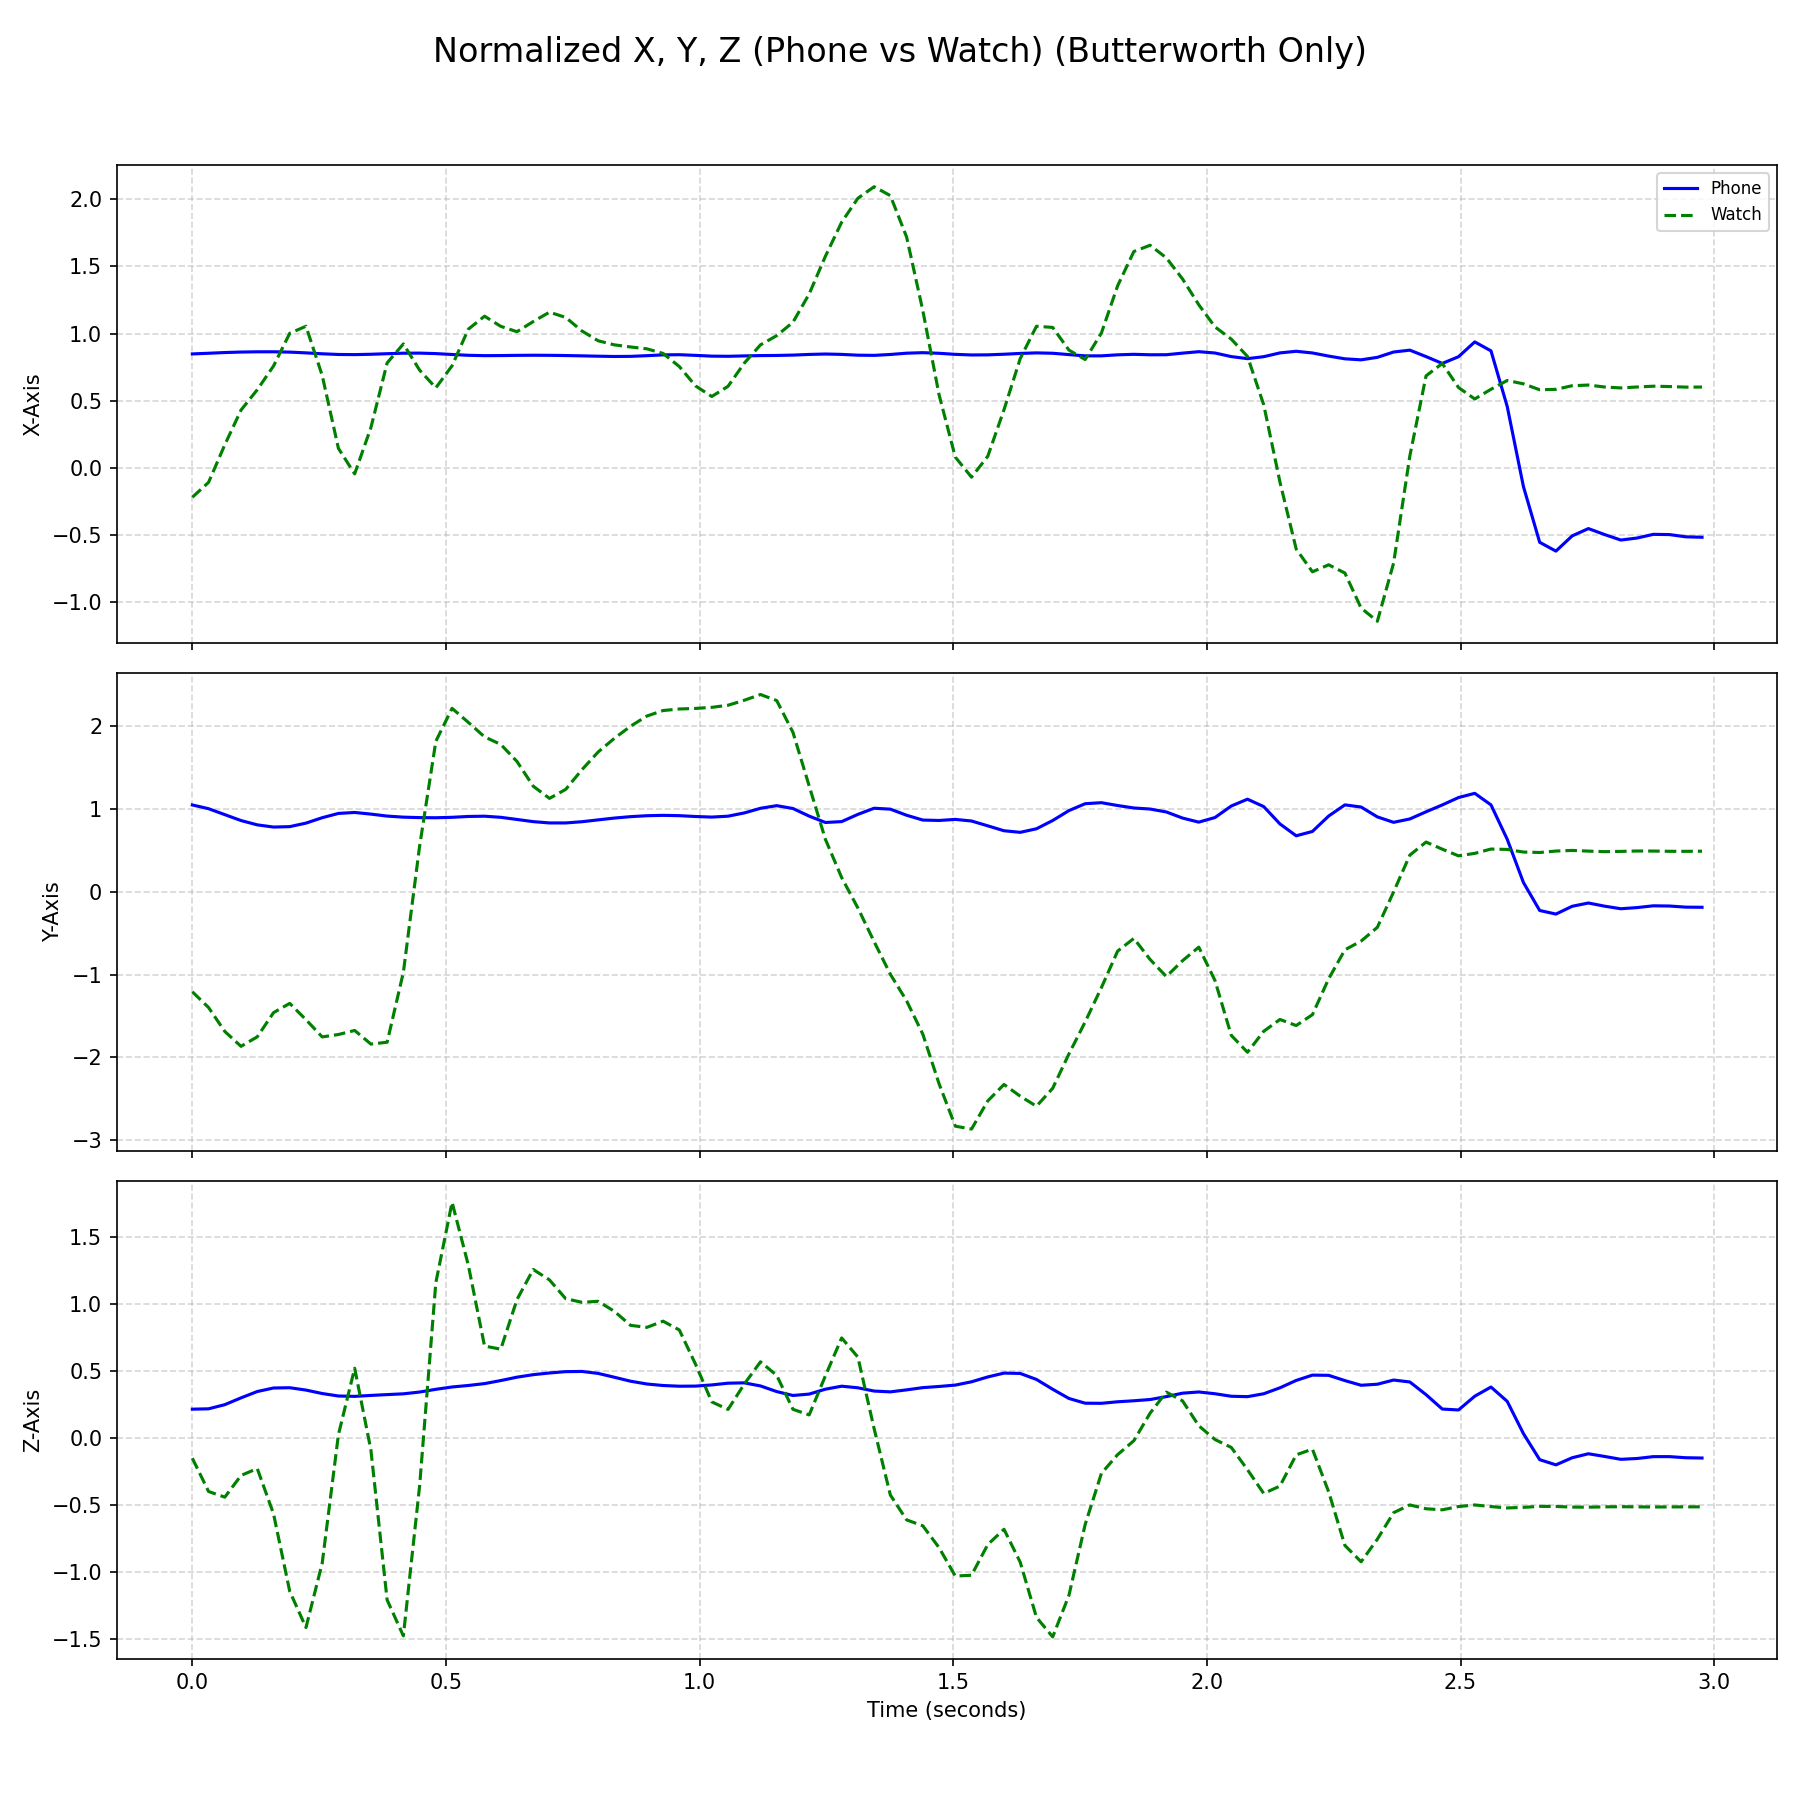 Normalized X, Y, Z (Phone vs Watch) (Butterworth Only)
Phone
Watch
2.0
1.5
1.0
0.5
0.0
−0.5
−1.0
X-Axis
2
1
0
−1
−2
−3
Y-Axis
1.5
1.0
0.5
0.0
−0.5
−1.0
−1.5
Z-Axis
0.0 0.5 1.0 1.5 2.0 2.5 3.0
Time (seconds)